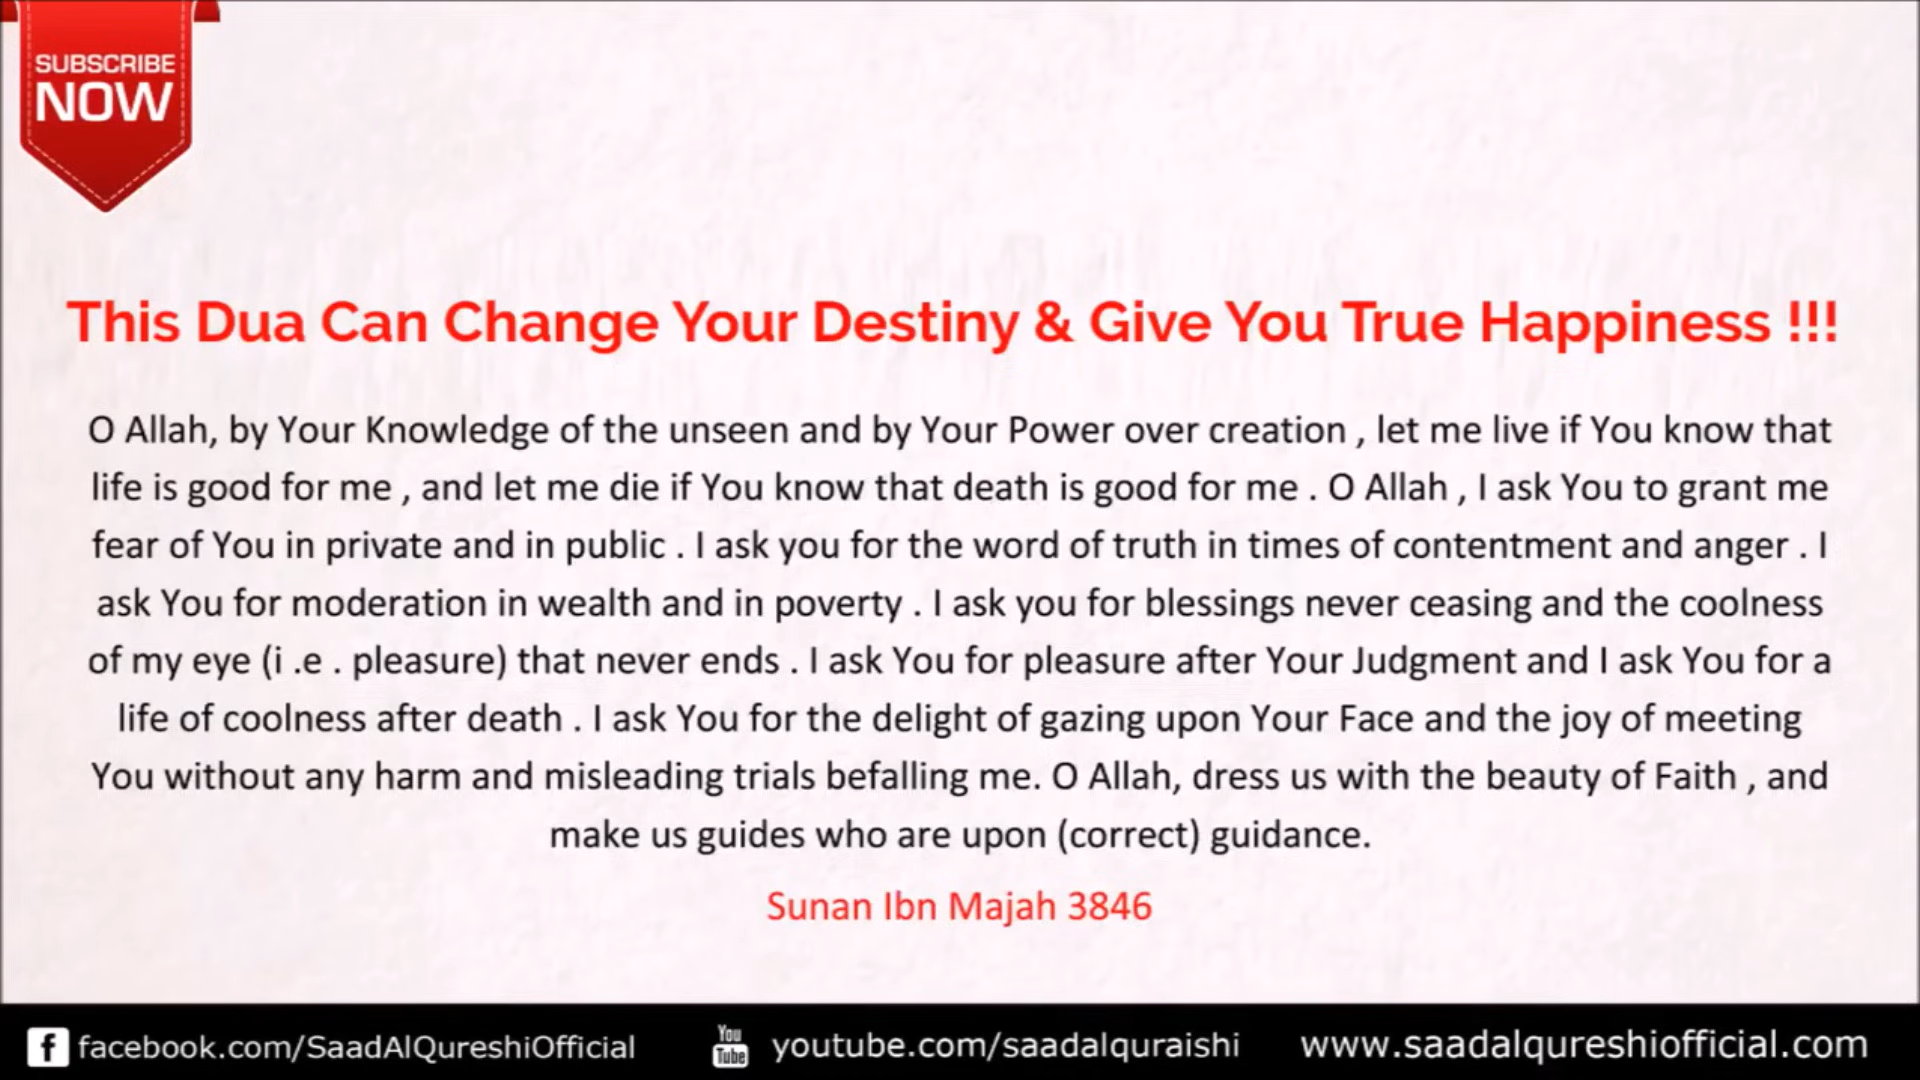 SUBSCRIBE
NOW
This Dua Can Change Your Destiny & Give You True Happiness !!!
O Allah, by Your Knowledge of the unseen and by Your Power over creation , let me live if You know that
life is good for me , and let me die if You know that death is good for me . O Allah , I ask You to grant me
fear of You in private and in public . I ask you for the word of truth in times of contentment and anger . I
ask You for moderation in wealth and in poverty . I ask you for blessings never ceasing and the coolness
of my eye (i .e . pleasure) that never ends . I ask You for pleasure after Your Judgment and I ask You for a
life of coolness after death . I ask You for the delight of gazing upon Your Face and the joy of meeting
You without any harm and misleading trials befalling me. O Allah, dress us with the beauty of Faith , and
make us guides who are upon (correct) guidance.
Sunan Ibn Majah 3846
f facebook.com/SaadAlQureshiOfficial
You
Tube
youtube.com/saadalquraishi
www.saadalqureshiofficial.com